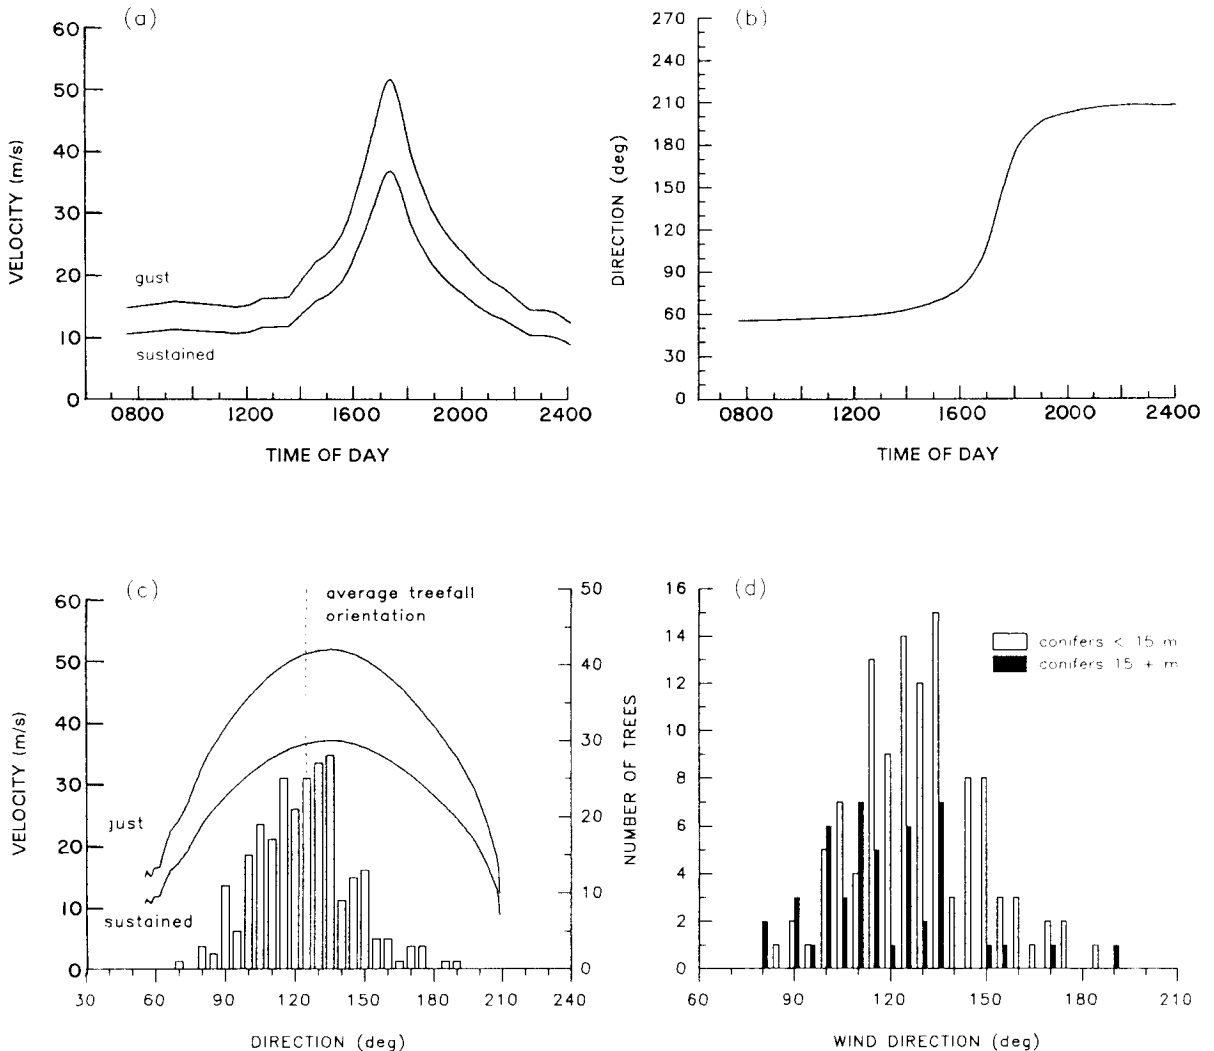 (a)
60
50
40
30
20
10
0
VELOCITY (m/s)
gust
sustained
0800 1200 1600 2000 2400
TIME OF DAY
(b)
270
240
210
180
150
120
90
60
30
0
DIRECTION (deg)
0800 1200 1600 2000 2400
TIME OF DAY
(c)
average treefall
orientation
60
50
40
30
20
10
0
VELOCITY (m/s)
gust
sustained
50
40
30
20
10
0
NUMBER OF TREES
30 60 90 120 150 180 210 240
DIRECTION (deg)
(d)
16
14
12
10
8
6
4
2
0
conifers < 15 m
conifers 15 + m
60 90 120 150 180 210
WIND DIRECTION (deg)